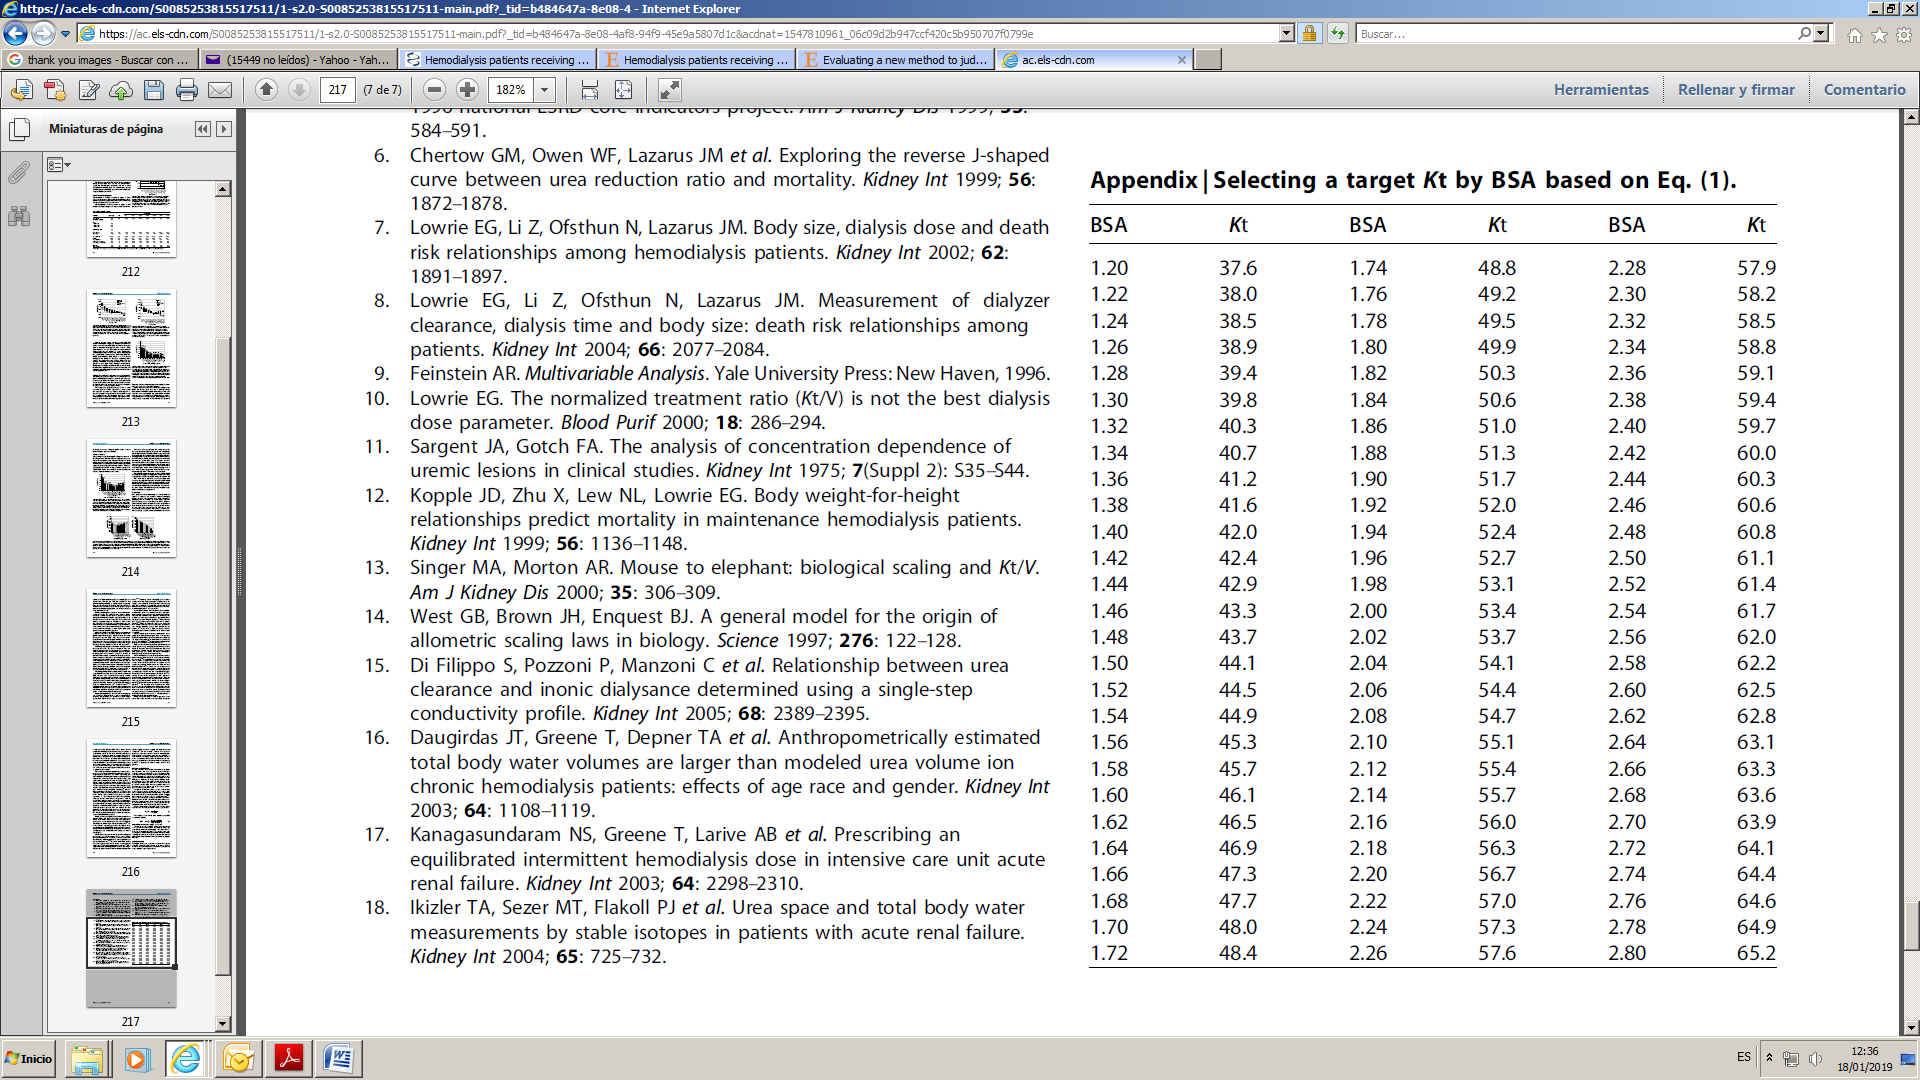 https://ac.els-cdn.com/S0085253815517511/1-s2.0-S0085253815517511-main.pdf?_tid=b484647a-8e08-4 - Internet Explorer
https://ac.els-cdn.com/S0085253815517511/1-s2.0-S0085253815517511-main.pdf?_tid=b484647a-8e08-4af8-94f9-45e9a5807d1c&acdnat=1547810961_06c09d2b947ccf420c5b950707f0799e
Buscar...
thank you images - Buscar con ...
(15449 no leídos) - Yahoo - Yah...
Hemodialysis patients receiving ...
Hemodialysis patients receiving ...
Evaluating a new method to jud...
ac.els-cdn.com
217 (7 de 7) 182%
Herramientas Rellenar y firmar Comentario
Miniaturas de página
212
213
214
215
216
217
1996 national ESRD core indicators project. Am J Kidney Dis 1999; 33:
584–591.
6. Chertow GM, Owen WF, Lazarus JM et al. Exploring the reverse J-shaped
curve between urea reduction ratio and mortality. Kidney Int 1999; 56:
1872–1878.
7. Lowrie EG, Li Z, Ofsthun N, Lazarus JM. Body size, dialysis dose and death
risk relationships among hemodialysis patients. Kidney Int 2002; 62:
1891–1897.
8. Lowrie EG, Li Z, Ofsthun N, Lazarus JM. Measurement of dialyzer
clearance, dialysis time and body size: death risk relationships among
patients. Kidney Int 2004; 66: 2077–2084.
9. Feinstein AR. Multivariable Analysis. Yale University Press: New Haven, 1996.
10. Lowrie EG. The normalized treatment ratio (Kt/V) is not the best dialysis
dose parameter. Blood Purif 2000; 18: 286–294.
11. Sargent JA, Gotch FA. The analysis of concentration dependence of
uremic lesions in clinical studies. Kidney Int 1975; 7(Suppl 2): S35–S44.
12. Kopple JD, Zhu X, Lew NL, Lowrie EG. Body weight-for-height
relationships predict mortality in maintenance hemodialysis patients.
Kidney Int 1999; 56: 1136–1148.
13. Singer MA, Morton AR. Mouse to elephant: biological scaling and Kt/V.
Am J Kidney Dis 2000; 35: 306–309.
14. West GB, Brown JH, Enquest BJ. A general model for the origin of
allometric scaling laws in biology. Science 1997; 276: 122–128.
15. Di Filippo S, Pozzoni P, Manzoni C et al. Relationship between urea
clearance and inonic dialysance determined using a single-step
conductivity profile. Kidney Int 2005; 68: 2389–2395.
16. Daugirdas JT, Greene T, Depner TA et al. Anthropometrically estimated
total body water volumes are larger than modeled urea volume ion
chronic hemodialysis patients: effects of age race and gender. Kidney Int
2003; 64: 1108–1119.
17. Kanagasundaram NS, Greene T, Larive AB et al. Prescribing an
equilibrated intermittent hemodialysis dose in intensive care unit acute
renal failure. Kidney Int 2003; 64: 2298–2310.
18. Ikizler TA, Sezer MT, Flakoll PJ et al. Urea space and total body water
measurements by stable isotopes in patients with acute renal failure.
Kidney Int 2004; 65: 725–732.
Appendix | Selecting a target Kt by BSA based on Eq. (1).
BSA Kt BSA Kt BSA Kt
1.20 37.6 1.74 48.8 2.28 57.9
1.22 38.0 1.76 49.2 2.30 58.2
1.24 38.5 1.78 49.5 2.32 58.5
1.26 38.9 1.80 49.9 2.34 58.8
1.28 39.4 1.82 50.3 2.36 59.1
1.30 39.8 1.84 50.6 2.38 59.4
1.32 40.3 1.86 51.0 2.40 59.7
1.34 40.7 1.88 51.3 2.42 60.0
1.36 41.2 1.90 51.7 2.44 60.3
1.38 41.6 1.92 52.0 2.46 60.6
1.40 42.0 1.94 52.4 2.48 60.8
1.42 42.4 1.96 52.7 2.50 61.1
1.44 42.9 1.98 53.1 2.52 61.4
1.46 43.3 2.00 53.4 2.54 61.7
1.48 43.7 2.02 53.7 2.56 62.0
1.50 44.1 2.04 54.1 2.58 62.2
1.52 44.5 2.06 54.4 2.60 62.5
1.54 44.9 2.08 54.7 2.62 62.8
1.56 45.3 2.10 55.1 2.64 63.1
1.58 45.7 2.12 55.4 2.66 63.3
1.60 46.1 2.14 55.7 2.68 63.6
1.62 46.5 2.16 56.0 2.70 63.9
1.64 46.9 2.18 56.3 2.72 64.1
1.66 47.3 2.20 56.7 2.74 64.4
1.68 47.7 2.22 57.0 2.76 64.6
1.70 48.0 2.24 57.3 2.78 64.9
1.72 48.4 2.26 57.6 2.80 65.2
Inicio
ES
12:36
18/01/2019